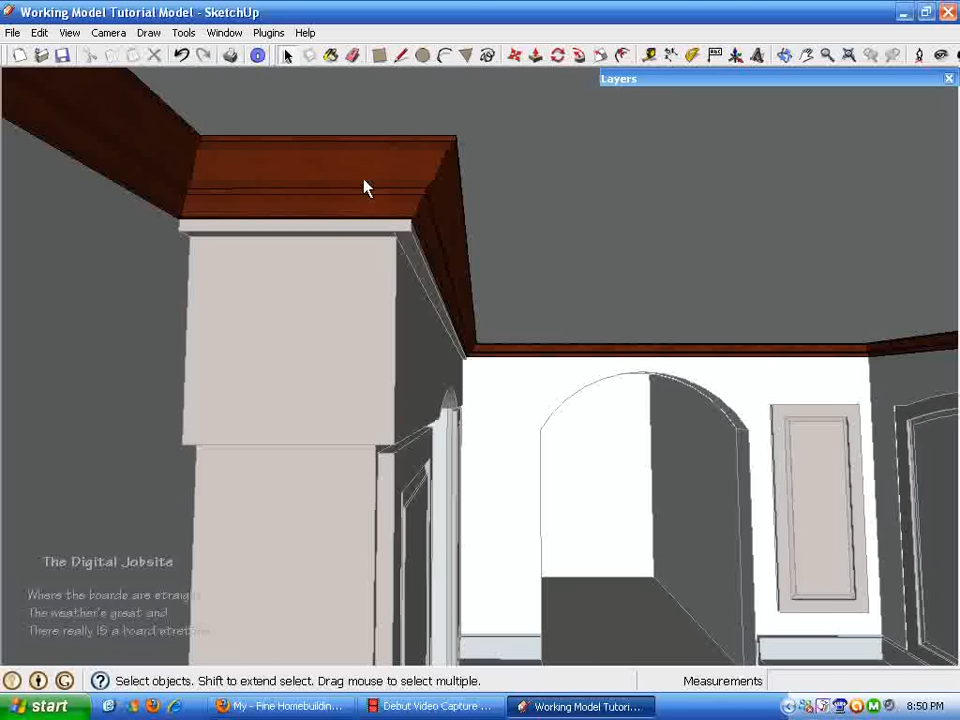 Working Model Tutorial Model - SketchUp
File Edit View Camera Draw Tools Window Plugins Help
Layers
The Digital Jobsite
Where the boards are
The weather's great and
There really IS a board
Select objects. Shift to extend select. Drag mouse to select multiple.
Measurements
start
My - Fine Homebuildin...
Debut Video Capture ...
Working Model Tutori...
8:50 PM